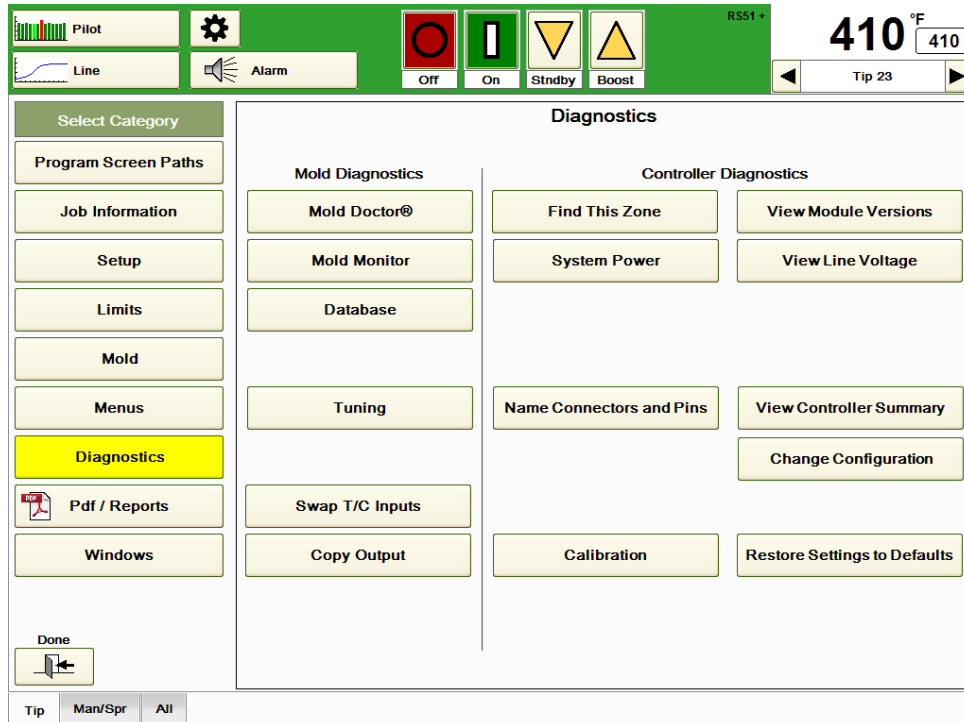 Pilot
Line
Alarm
Off
On
Stndby
Boost
RS51 +
410 °F
410
Tip 23
Select Category
Program Screen Paths
Job Information
Setup
Limits
Mold
Menus
Diagnostics
PDF
Pdf / Reports
Windows
Done
Diagnostics
Mold Diagnostics
Mold Doctor®
Mold Monitor
Database
Tuning
Swap T/C Inputs
Copy Output
Controller Diagnostics
Find This Zone
View Module Versions
System Power
View Line Voltage
Name Connectors and Pins
View Controller Summary
Change Configuration
Calibration
Restore Settings to Defaults
Tip
Man/Spr
All